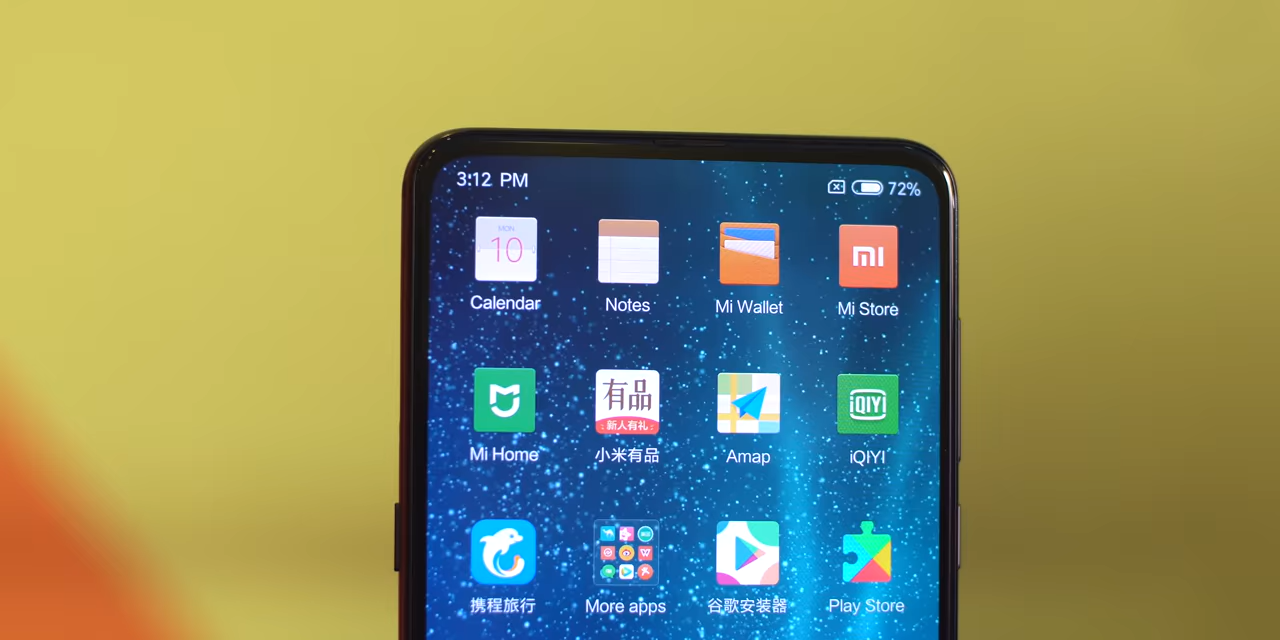 3:12 PM
72%
MON
10
mi
Calendar
Notes
Mi Wallet
Mi Store
有品
新人有礼
iQIYI
Mi Home
小米有品
Amap
iQIYI
携程旅行
More apps
谷歌安装器
Play Store